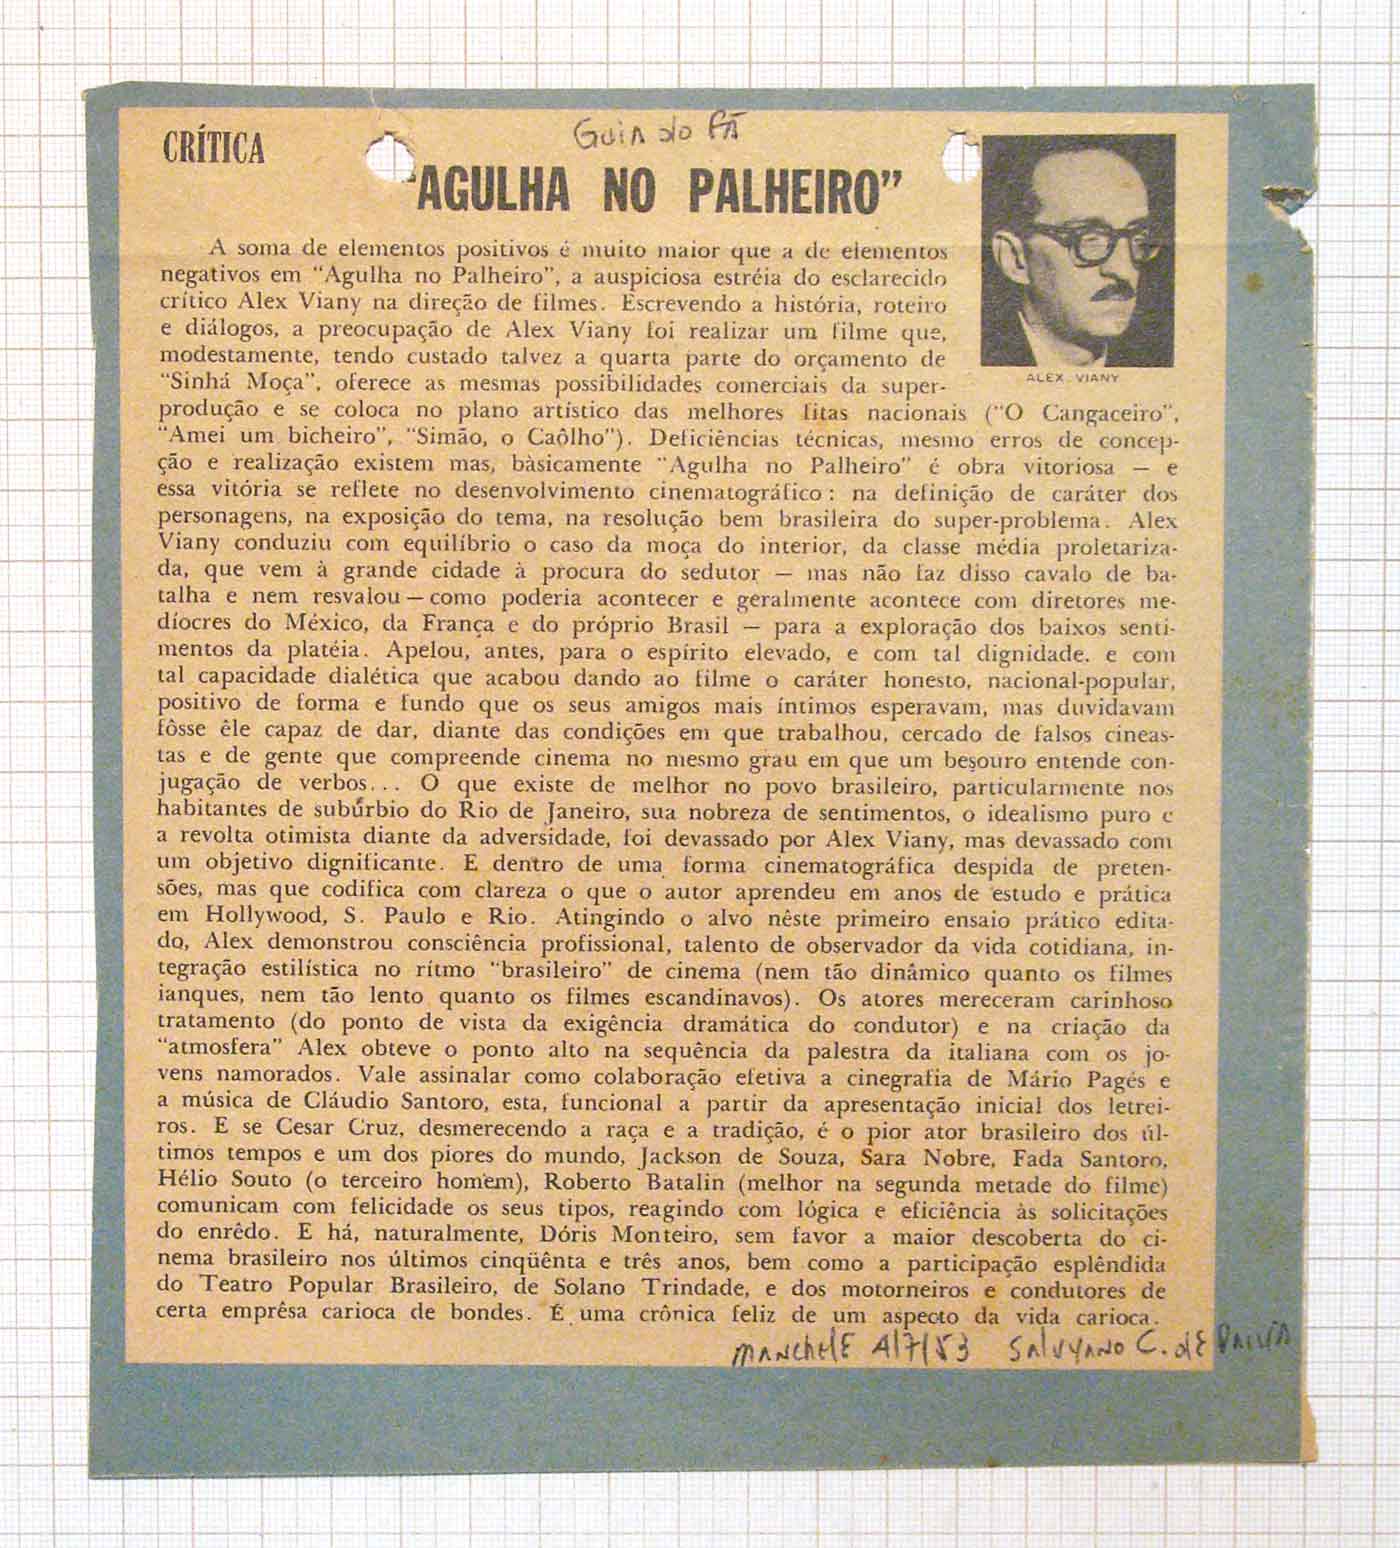 CRÍTICA
Guia do Fã
"AGULHA NO PALHEIRO"
A soma de elementos positivos é muito maior que a de elementos
negativos em "Agulha no Palheiro", a auspiciosa estréia do esclarecido
crítico Alex Viany na direção de filmes. Escrevendo a história, roteiro
e diálogos, a preocupação de Alex Viany foi realizar um filme que,
modestamente, tendo custado talvez a quarta parte do orçamento de
"Sinhá Moça", oferece as mesmas possibilidades comerciais da super-
ALEX VIANY
produção e se coloca no plano artístico das melhores fitas nacionais ("O Cangaceiro",
"Amei um bicheiro", "Simão, o Caôlho"). Deficiências técnicas, mesmo erros de concep-
ção e realização existem mas, bàsicamente "Agulha no Palheiro" é obra vitoriosa — e
essa vitória se reflete no desenvolvimento cinematográfico: na definição de caráter dos
personagens, na exposição do tema, na resolução bem brasileira do super-problema. Alex
Viany conduziu com equilíbrio o caso da moça do interior, da classe média proletariza-
da, que vem à grande cidade à procura do sedutor — mas não faz disso cavalo de ba-
talha e nem resvalou — como poderia acontecer e geralmente acontece com diretores me-
díocres do México, da França e do próprio Brasil — para a exploração dos baixos senti-
mentos da platéia. Apelou, antes, para o espírito elevado, e com tal dignidade. e com
tal capacidade dialética que acabou dando ao filme o caráter honesto, nacional-popular,
positivo de forma e fundo que os seus amigos mais íntimos esperavam, mas duvidavam
fôsse êle capaz de dar, diante das condições em que trabalhou, cercado de falsos cineas-
tas e de gente que compreende cinema no mesmo grau em que um besouro entende con-
jugação de verbos... O que existe de melhor no povo brasileiro, particularmente nos
habitantes de subúrbio do Rio de Janeiro, sua nobreza de sentimentos, o idealismo puro e
a revolta otimista diante da adversidade, foi devassado por Alex Viany, mas devassado com
um objetivo dignificante. E dentro de uma forma cinematográfica despida de preten-
sões, mas que codifica com clareza o que o autor aprendeu em anos de estudo e prática
em Hollywood, S. Paulo e Rio. Atingindo o alvo nêste primeiro ensaio prático edita-
do, Alex demonstrou consciência profissional, talento de observador da vida cotidiana, in-
tegração estilística no rítmo "brasileiro" de cinema (nem tão dinâmico quanto os filmes
ianques, nem tão lento quanto os filmes escandinavos). Os atores mereceram carinhoso
tratamento (do ponto de vista da exigência dramática do condutor) e na criação da
"atmosfera" Alex obteve o ponto alto na sequência da palestra da italiana com os jo-
vens namorados. Vale assinalar como colaboração efetiva a cinegrafia de Mário Pagés e
a música de Cláudio Santoro, esta, funcional a partir da apresentação inicial dos letrei-
ros. E se Cesar Cruz, desmerecendo a raça e a tradição, é o pior ator brasileiro dos úl-
timos tempos e um dos piores do mundo, Jackson de Souza, Sara Nobre, Fada Santoro,
Hélio Souto (o terceiro homem), Roberto Batalin (melhor na segunda metade do filme)
comunicam com felicidade os seus tipos, reagindo com lógica e eficiência às solicitações
do enrêdo. E há, naturalmente, Dóris Monteiro, sem favor a maior descoberta do ci-
nema brasileiro nos últimos cinqüênta e três anos, bem como a participação esplêndida
do Teatro Popular Brasileiro, de Solano Trindade, e dos motorneiros e condutores de
certa emprêsa carioca de bondes. É uma crônica feliz de um aspecto da vida carioca.
MANCHETE 4/7/53 SALVYANO C. de PAIVA